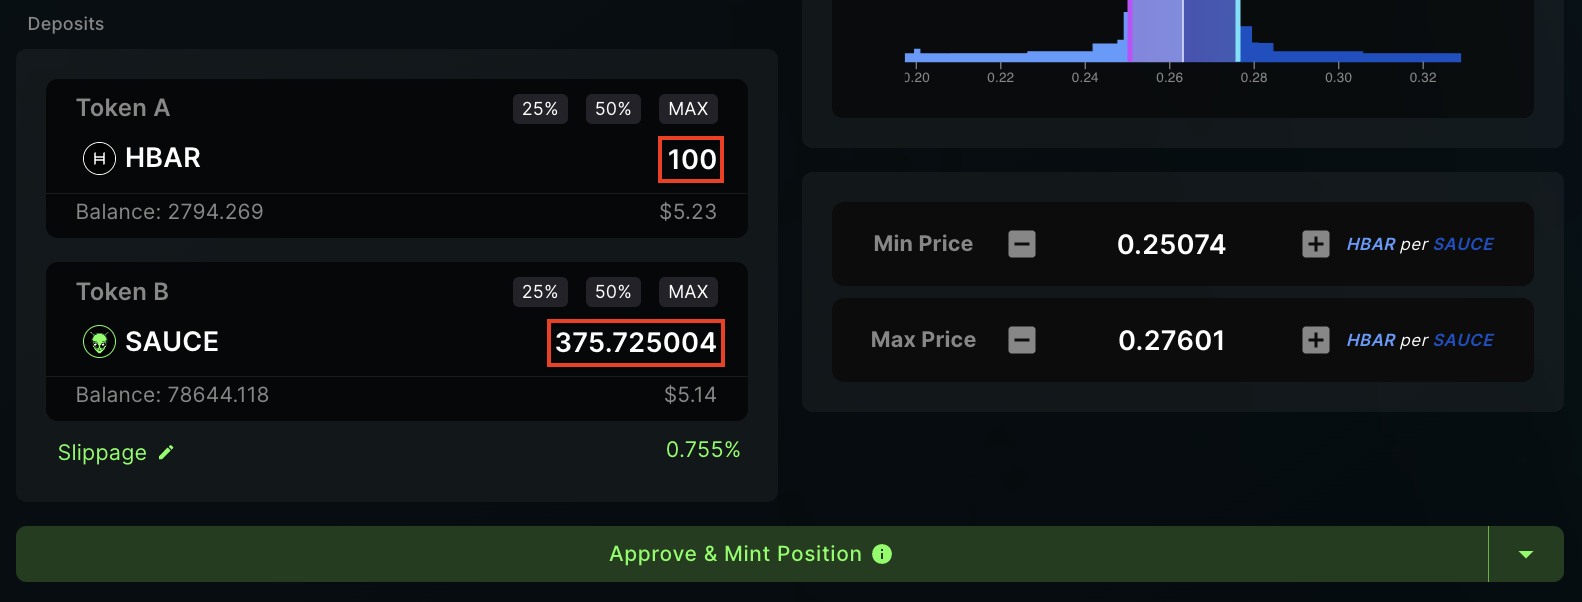 Deposits
Token A
25% 50% MAX
HBAR
100
Balance: 2794.269
$5.23
Token B
25% 50% MAX
SAUCE
375.725004
Balance: 78644.118
$5.14
Slippage
0.755%
0.20 0.22 0.24 0.26 0.28 0.30 0.32
Min Price
0.25074
HBAR per SAUCE
Max Price
0.27601
HBAR per SAUCE
Approve & Mint Position